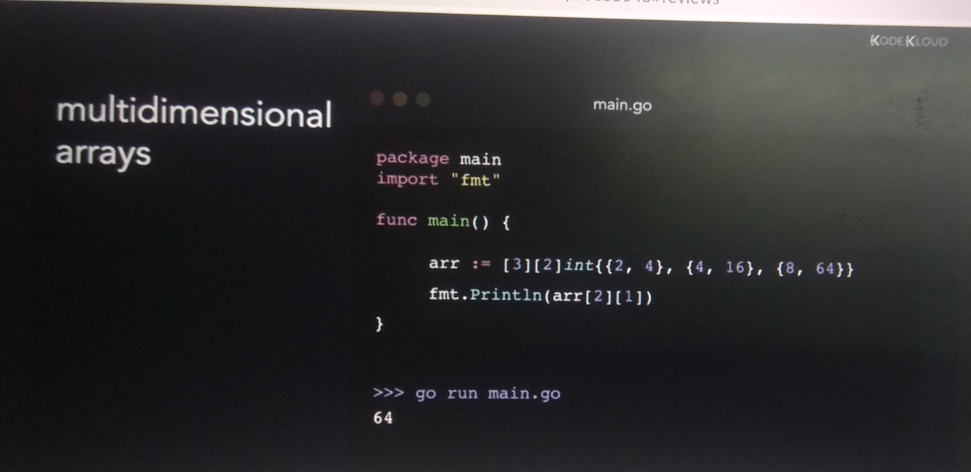 KODEKLOUD
multidimensional
arrays
main.go
package main
import "fmt"
func main() {
arr := [3][2]int{{2, 4}, {4, 16}, {8, 64}}
fmt.Println(arr[2][1])
}
>>> go run main.go
64